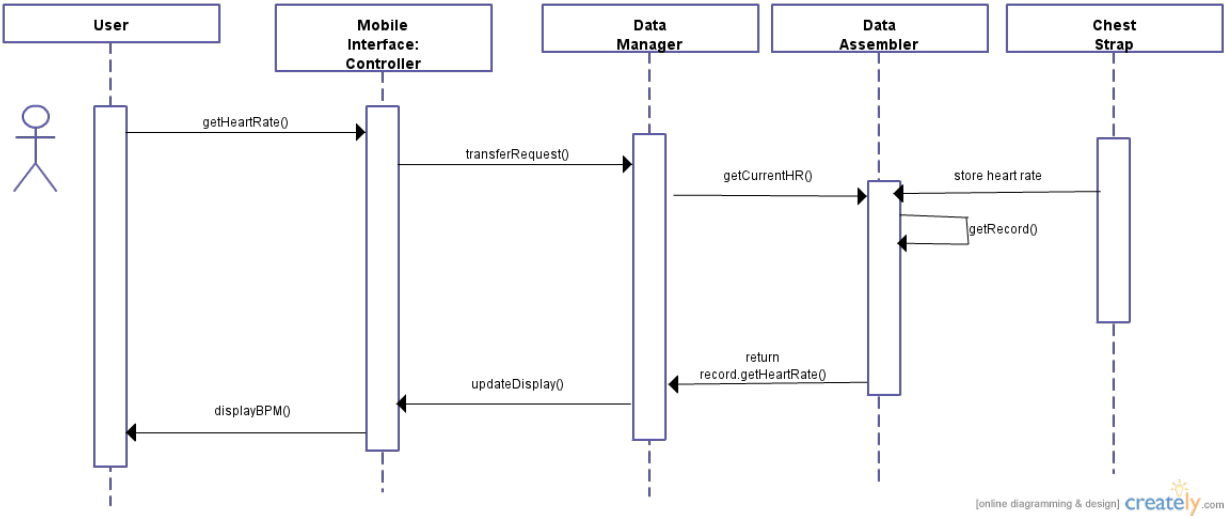 User
Mobile
Interface:
Controller
Data
Manager
Data
Assembler
Chest
Strap
getHeartRate()
transferRequest()
getCurrentHR()
store heart rate
getRecord()
return
record.getHeartRate()
updateDisplay()
displayBPM()
[online diagramming & design] creately.com